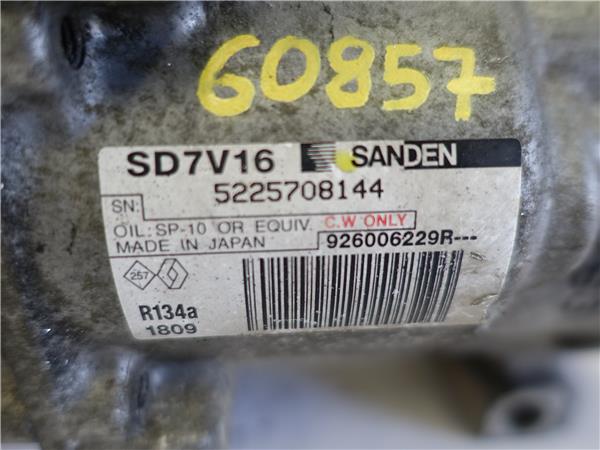 60857
SD7V16 SANDEN
SN: 5225708144
OIL: SP-10 OR EQUIV. C.W ONLY
MADE IN JAPAN 926006229R---
257
R134a
1809